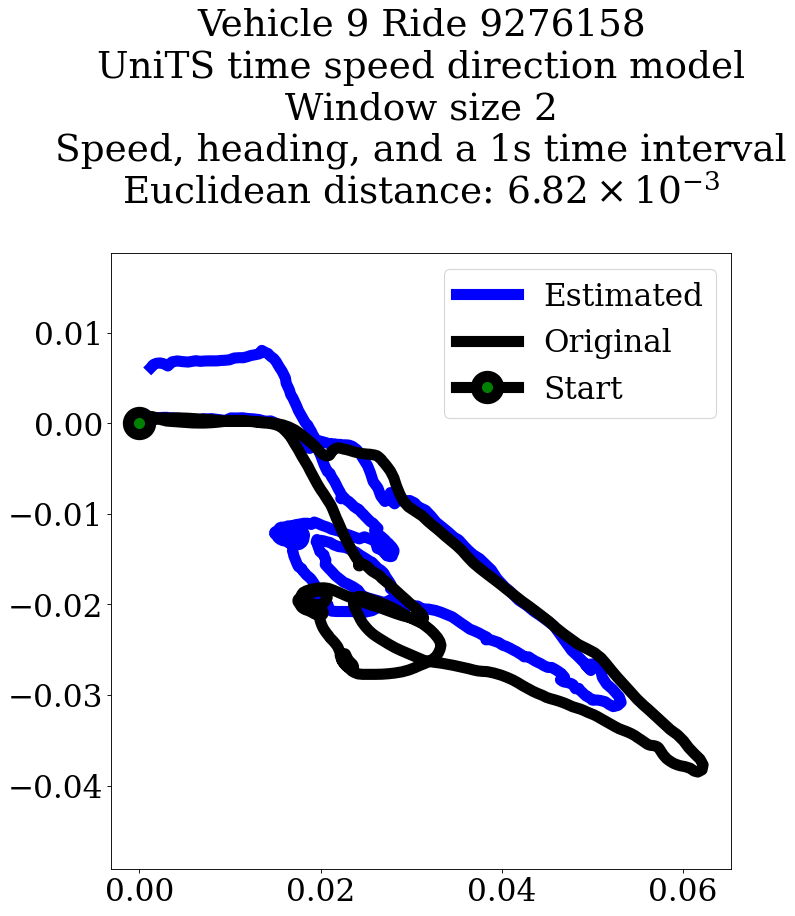 Vehicle 9 Ride 9276158
UniTS time speed direction model
Window size 2
Speed, heading, and a 1s time interval
Euclidean distance: 6.82 × 10⁻³
Estimated
Original
Start
0.01
0.00
−0.01
−0.02
−0.03
−0.04
0.00 0.02 0.04 0.06